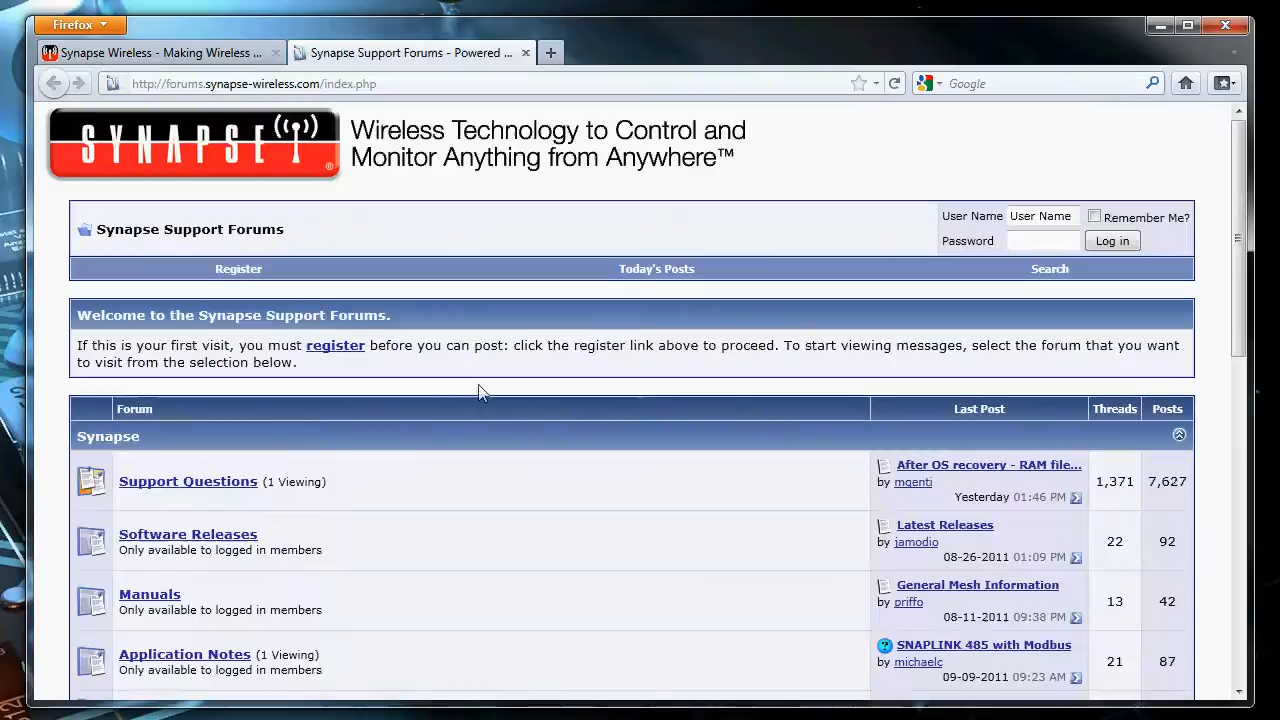 Firefox
Synapse Wireless - Making Wireless ...
Synapse Support Forums - Powered ...
http://forums.synapse-wireless.com/index.php
Google
SYNAPSE
®
Wireless Technology to Control and
Monitor Anything from Anywhere™
Synapse Support Forums
User Name User Name Remember Me?
Password Log in
Register Today's Posts Search
Welcome to the Synapse Support Forums.
If this is your first visit, you must register before you can post: click the register link above to proceed. To start viewing messages, select the forum that you want
to visit from the selection below.
Forum Last Post Threads Posts
Synapse
Support Questions (1 Viewing)
After OS recovery - RAM file...
by mgenti
Yesterday 01:46 PM
1,371 7,627
Software Releases
Only available to logged in members
Latest Releases
by jamodio
08-26-2011 01:09 PM
22 92
Manuals
Only available to logged in members
General Mesh Information
by priffo
08-11-2011 09:38 PM
13 42
Application Notes (1 Viewing)
Only available to logged in members
SNAPLINK 485 with Modbus
by michaelc
09-09-2011 09:23 AM
21 87